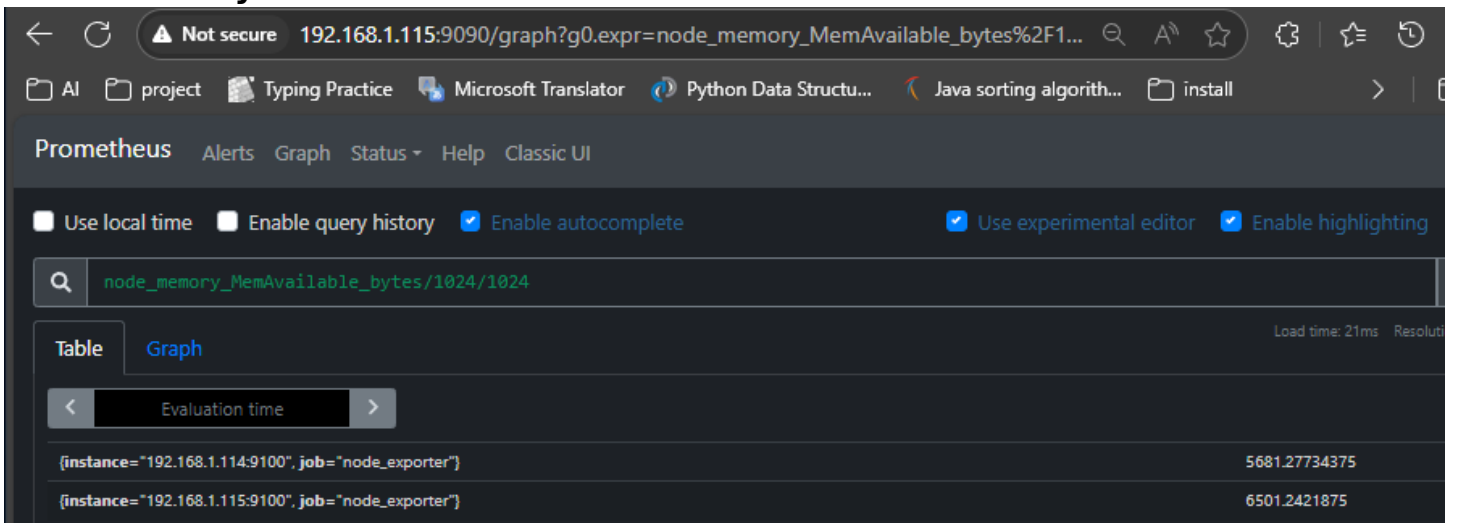 Not secure 192.168.1.115:9090/graph?g0.expr=node_memory_MemAvailable_bytes%2F1...
AI project Typing Practice Microsoft Translator Python Data Structu... Java sorting algorith... install
Prometheus Alerts Graph Status Help Classic UI
Use local time Enable query history Enable autocomplete Use experimental editor Enable highlighting
node_memory_MemAvailable_bytes/1024/1024
Load time: 21ms
Table Graph
Evaluation time
{instance="192.168.1.114:9100", job="node_exporter"} 5681.27734375
{instance="192.168.1.115:9100", job="node_exporter"} 6501.2421875